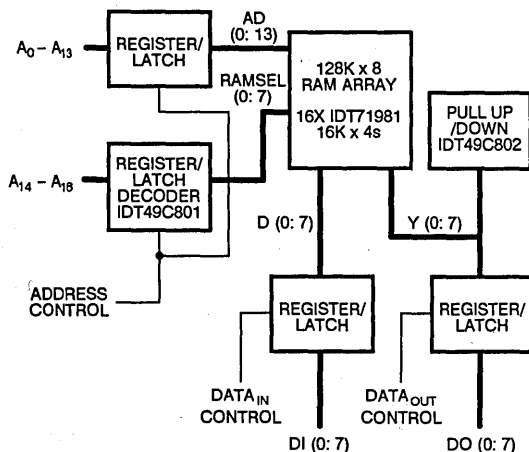 A0 – A13
REGISTER/
LATCH
AD
(0: 13)
RAMSEL
(0: 7)
128K x 8
RAM ARRAY
16X IDT71981
16K x 4s
PULL UP
/DOWN
IDT49C802
A14 – A16
REGISTER/
LATCH
DECODER
IDT49C801
D (0: 7)
Y (0: 7)
ADDRESS
CONTROL
REGISTER/
LATCH
REGISTER/
LATCH
DATAIN
CONTROL
DATAOUT
CONTROL
DI (0: 7)
DO (0: 7)